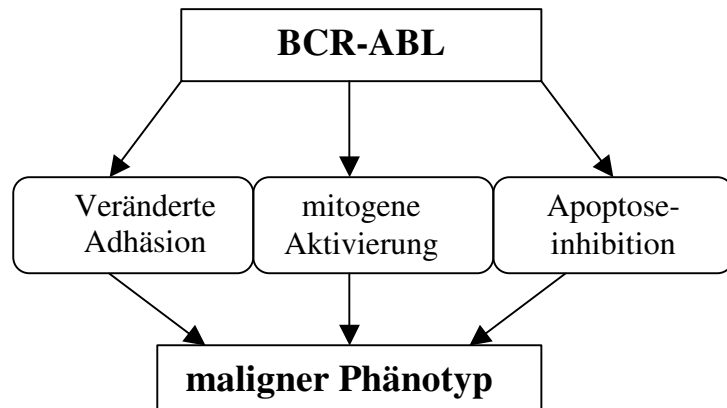 BCR-ABL
Veränderte
Adhäsion
mitogene
Aktivierung
Apoptose-
inhibition
maligner Phänotyp